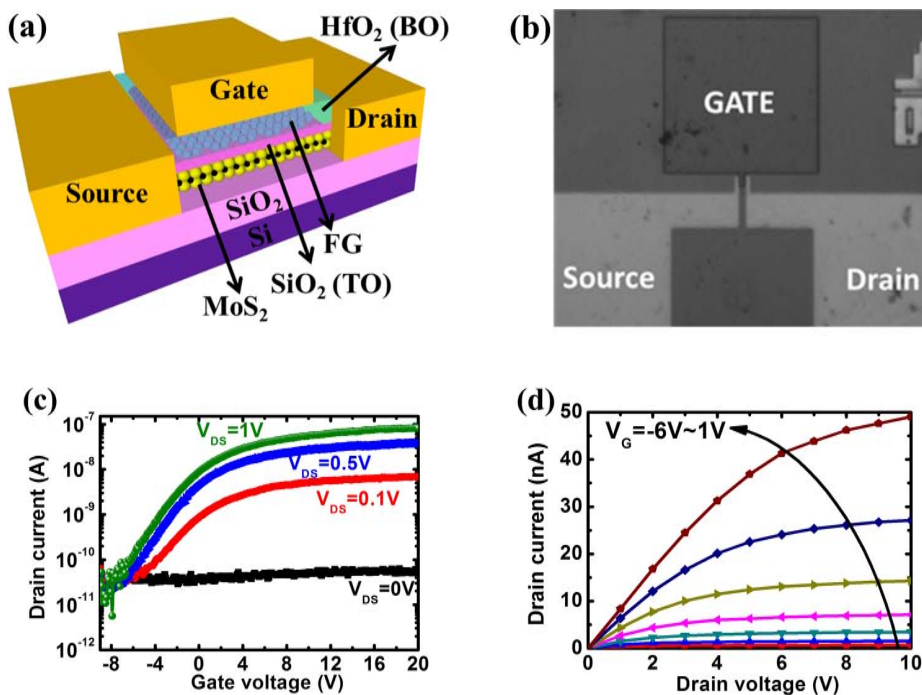 (a)
HfO₂ (BO)
Gate
Drain
Source
SiO₂
Si
FG
SiO₂ (TO)
MoS₂
(b)
GATE
Source
Drain
(c)
Drain current (A)
10⁻⁷
10⁻⁸
10⁻⁹
10⁻¹⁰
10⁻¹¹
10⁻¹²
V_DS=1V
V_DS=0.5V
V_DS=0.1V
V_DS=0V
-8 -4 0 4 8 12 16 20
Gate voltage (V)
(d)
Drain current (nA)
50
40
30
20
10
0
V_G=-6V~1V
0 2 4 6 8 10
Drain voltage (V)